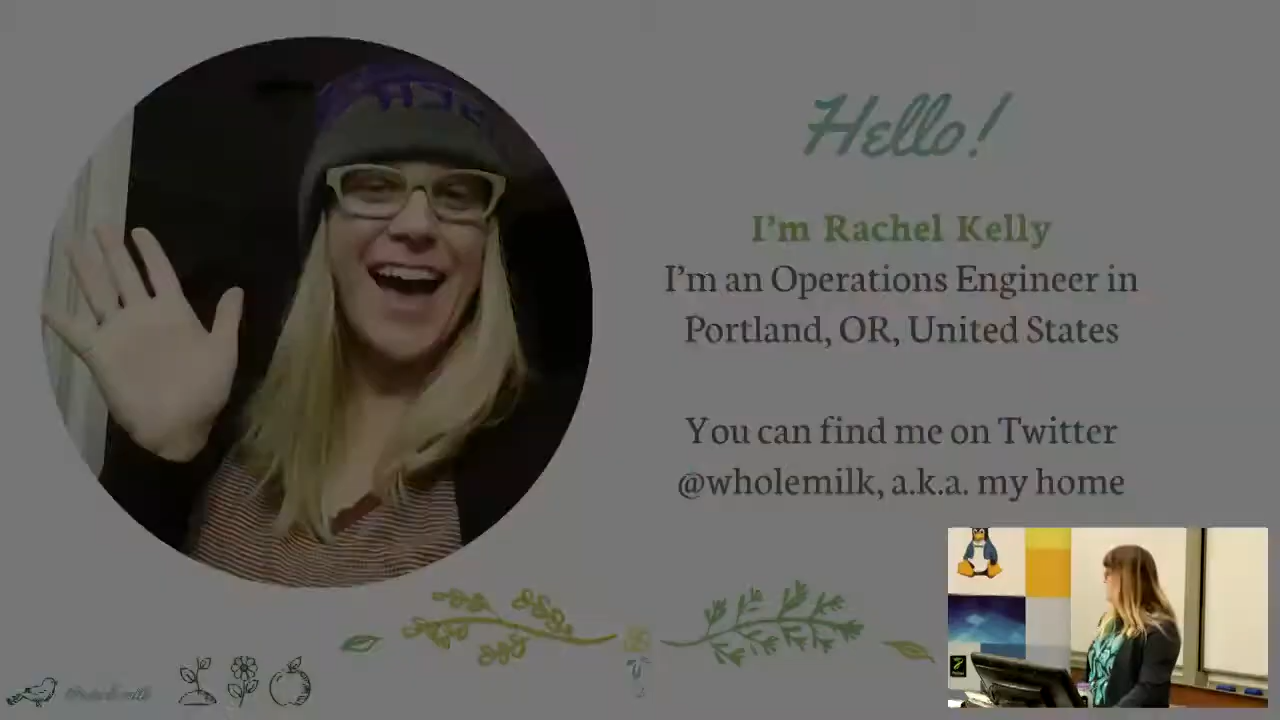 Hello!
I'm Rachel Kelly
I'm an Operations Engineer in
Portland, OR, United States
You can find me on Twitter
@wholemilk, a.k.a. my home